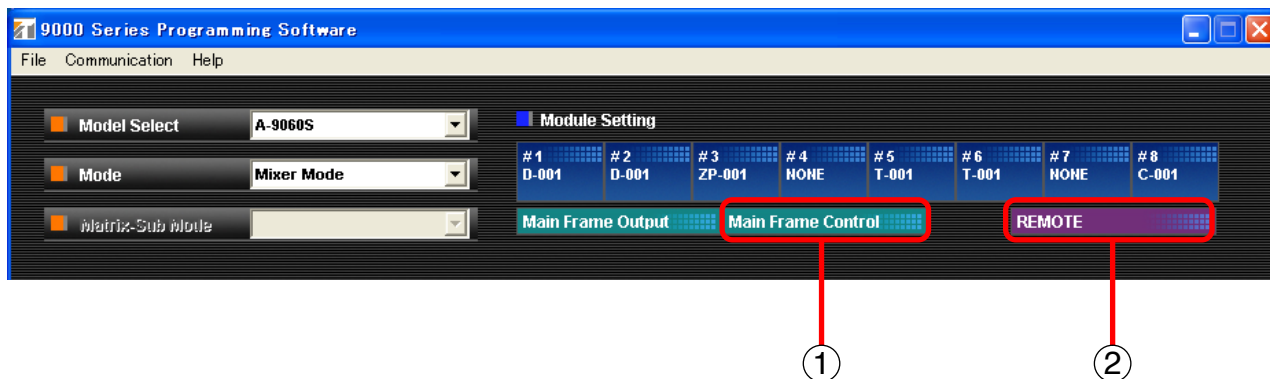 9000 Series Programming Software
File Communication Help
Model Select A-9060S
Mode Mixer Mode
Matrix-Sub Mode
Module Setting
#1 #2 #3 #4 #5 #6 #7 #8
D-001 D-001 ZP-001 NONE T-001 T-001 NONE C-001
Main Frame Output Main Frame Control REMOTE
1 2